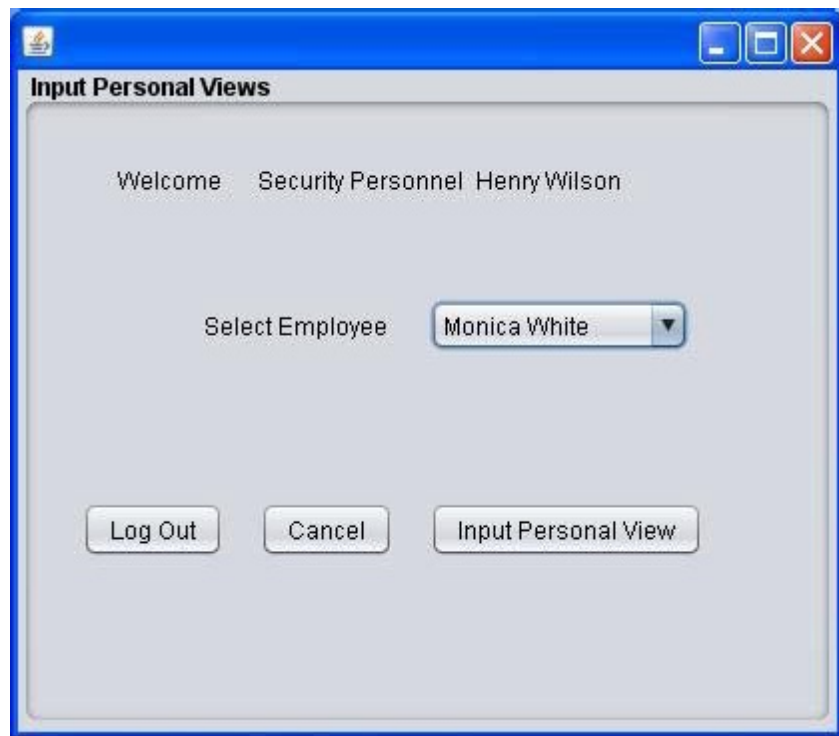 Input Personal Views
Welcome Security Personnel Henry Wilson
Select Employee Monica White
Log Out Cancel Input Personal View